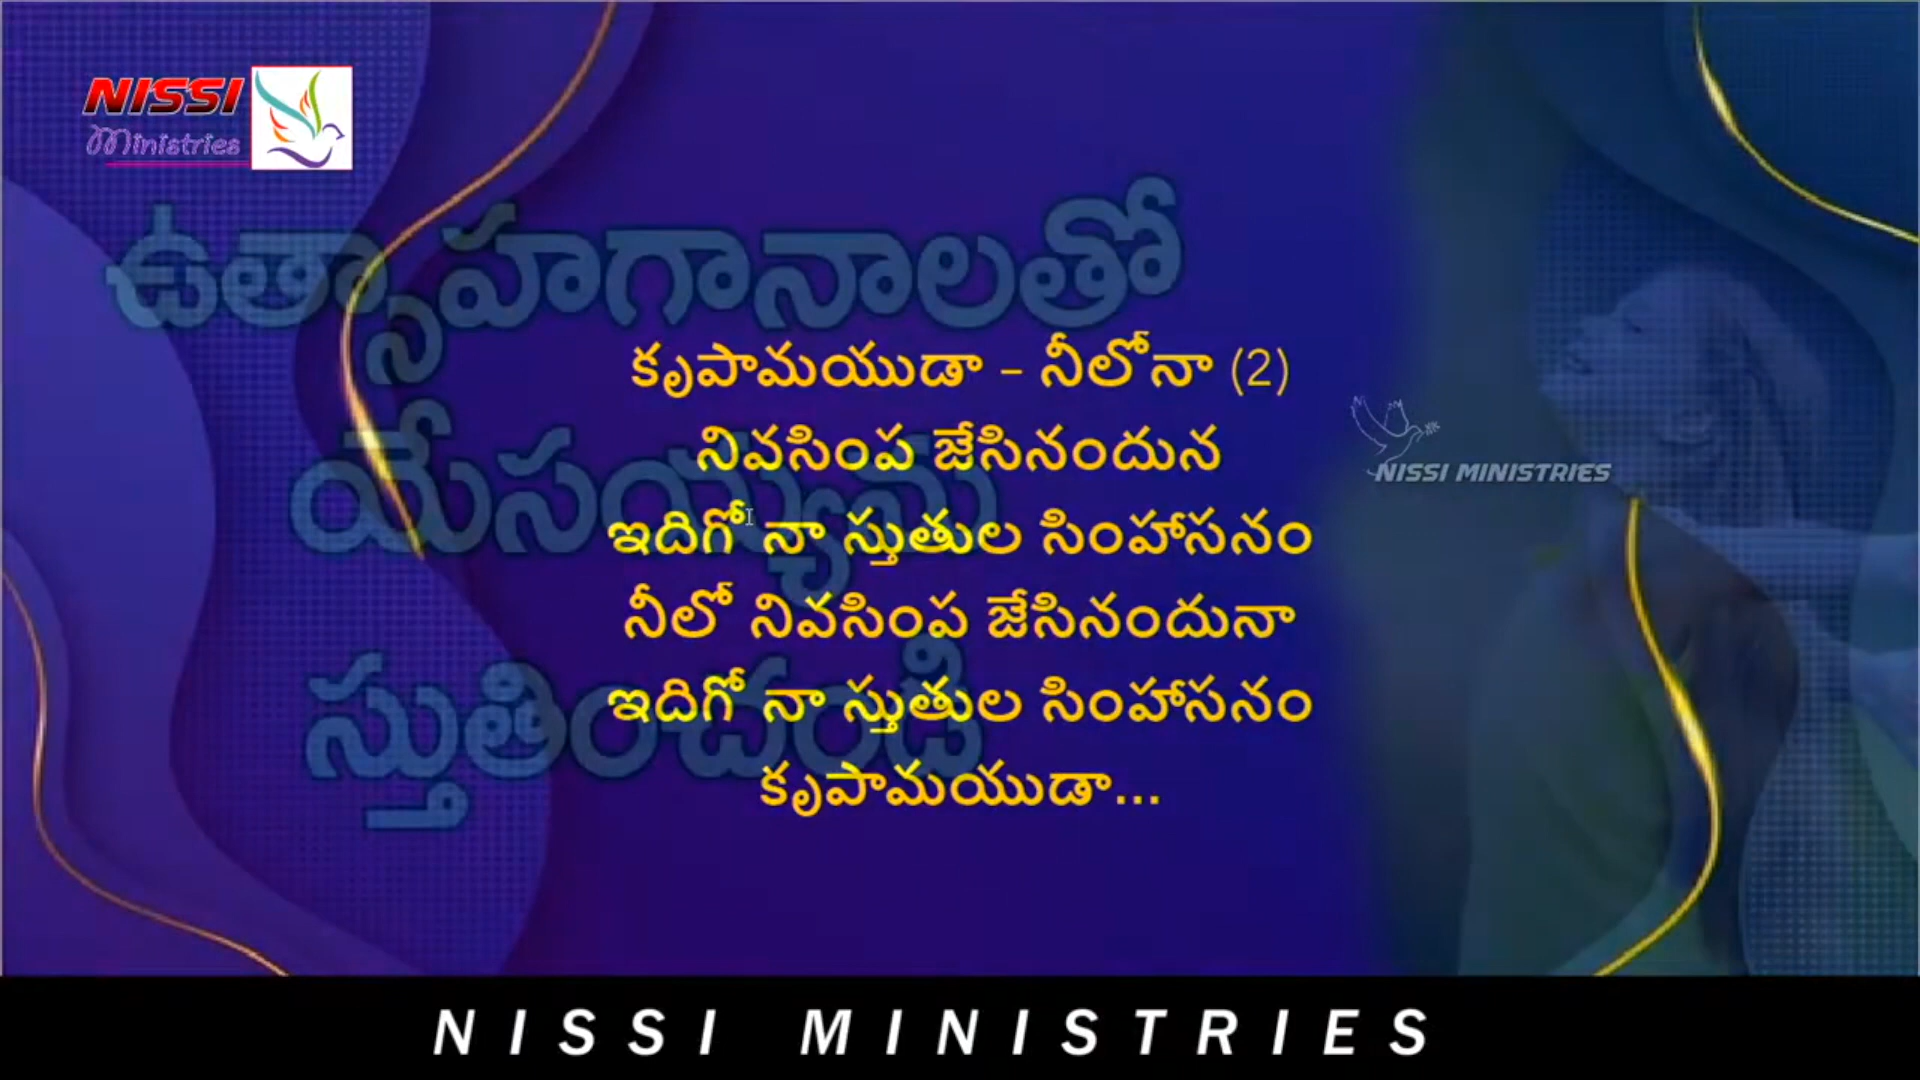 NISSI
Ministries
ఉత్సాహగానాలతో
యేసయ్యను
స్తుతించండి
కృపామయుడా – నీలోనా (2)
నివసింప జేసినందున
ఇదిగో నా స్తుతుల సింహాసనం
నీలో నివసింప జేసినందునా
ఇదిగో నా స్తుతుల సింహాసనం
కృపామయుడా...
NISSI MINISTRIES
NISSI MINISTRIES